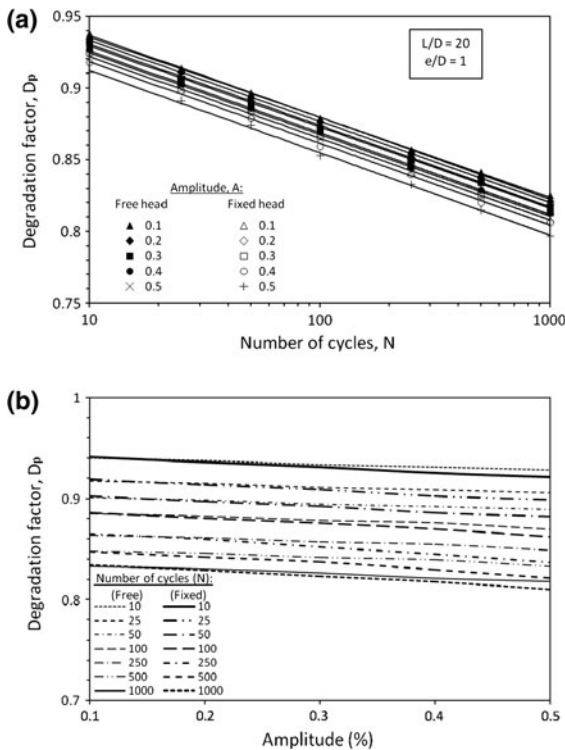 (a)
L/D = 20
e/D = 1
0.95
0.9
0.85
0.8
0.75
Degradation factor, Dp
Amplitude, A:
Free head Fixed head
0.1 0.1
0.2 0.2
0.3 0.3
0.4 0.4
0.5 0.5
10 100 1000
Number of cycles, N
(b)
1
0.9
0.8
0.7
Degradation factor, Dp
Number of cycles (N):
(Free) (Fixed)
10 10
25 25
50 50
100 100
250 250
500 500
1000 1000
0.1 0.2 0.3 0.4 0.5
Amplitude (%)